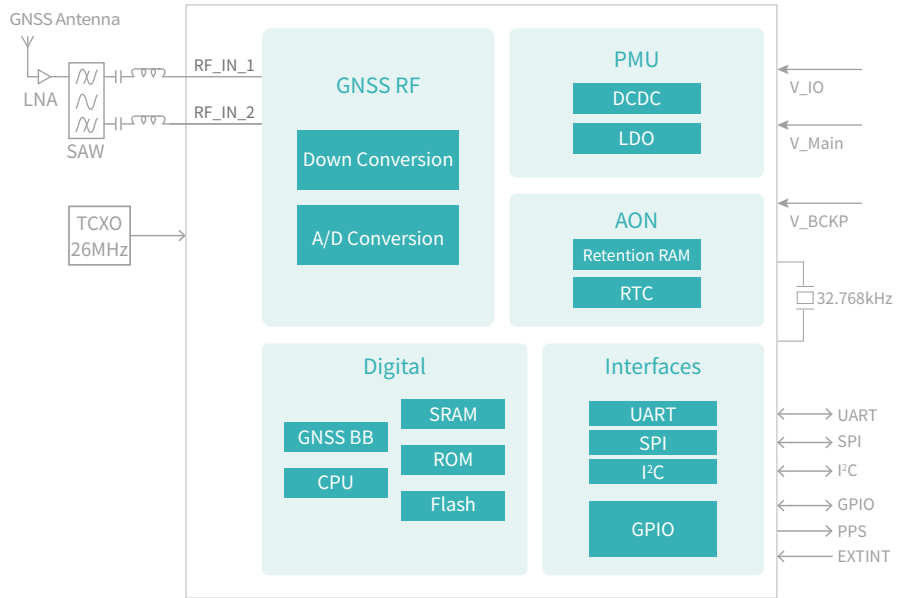 GNSS Antenna
LNA
SAW
RF_IN_1
RF_IN_2
TCXO
26MHz
GNSS RF
Down Conversion
A/D Conversion
PMU
DCDC
LDO
AON
Retention RAM
RTC
V_IO
V_Main
V_BCKP
32.768kHz
Digital
GNSS BB
CPU
SRAM
ROM
Flash
Interfaces
UART
SPI
I²C
GPIO
UART
SPI
I²C
GPIO
PPS
EXTINT